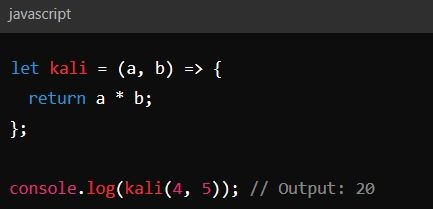 javascript
let kali = (a, b) => {
  return a * b;
};
console.log(kali(4, 5)); // Output: 20